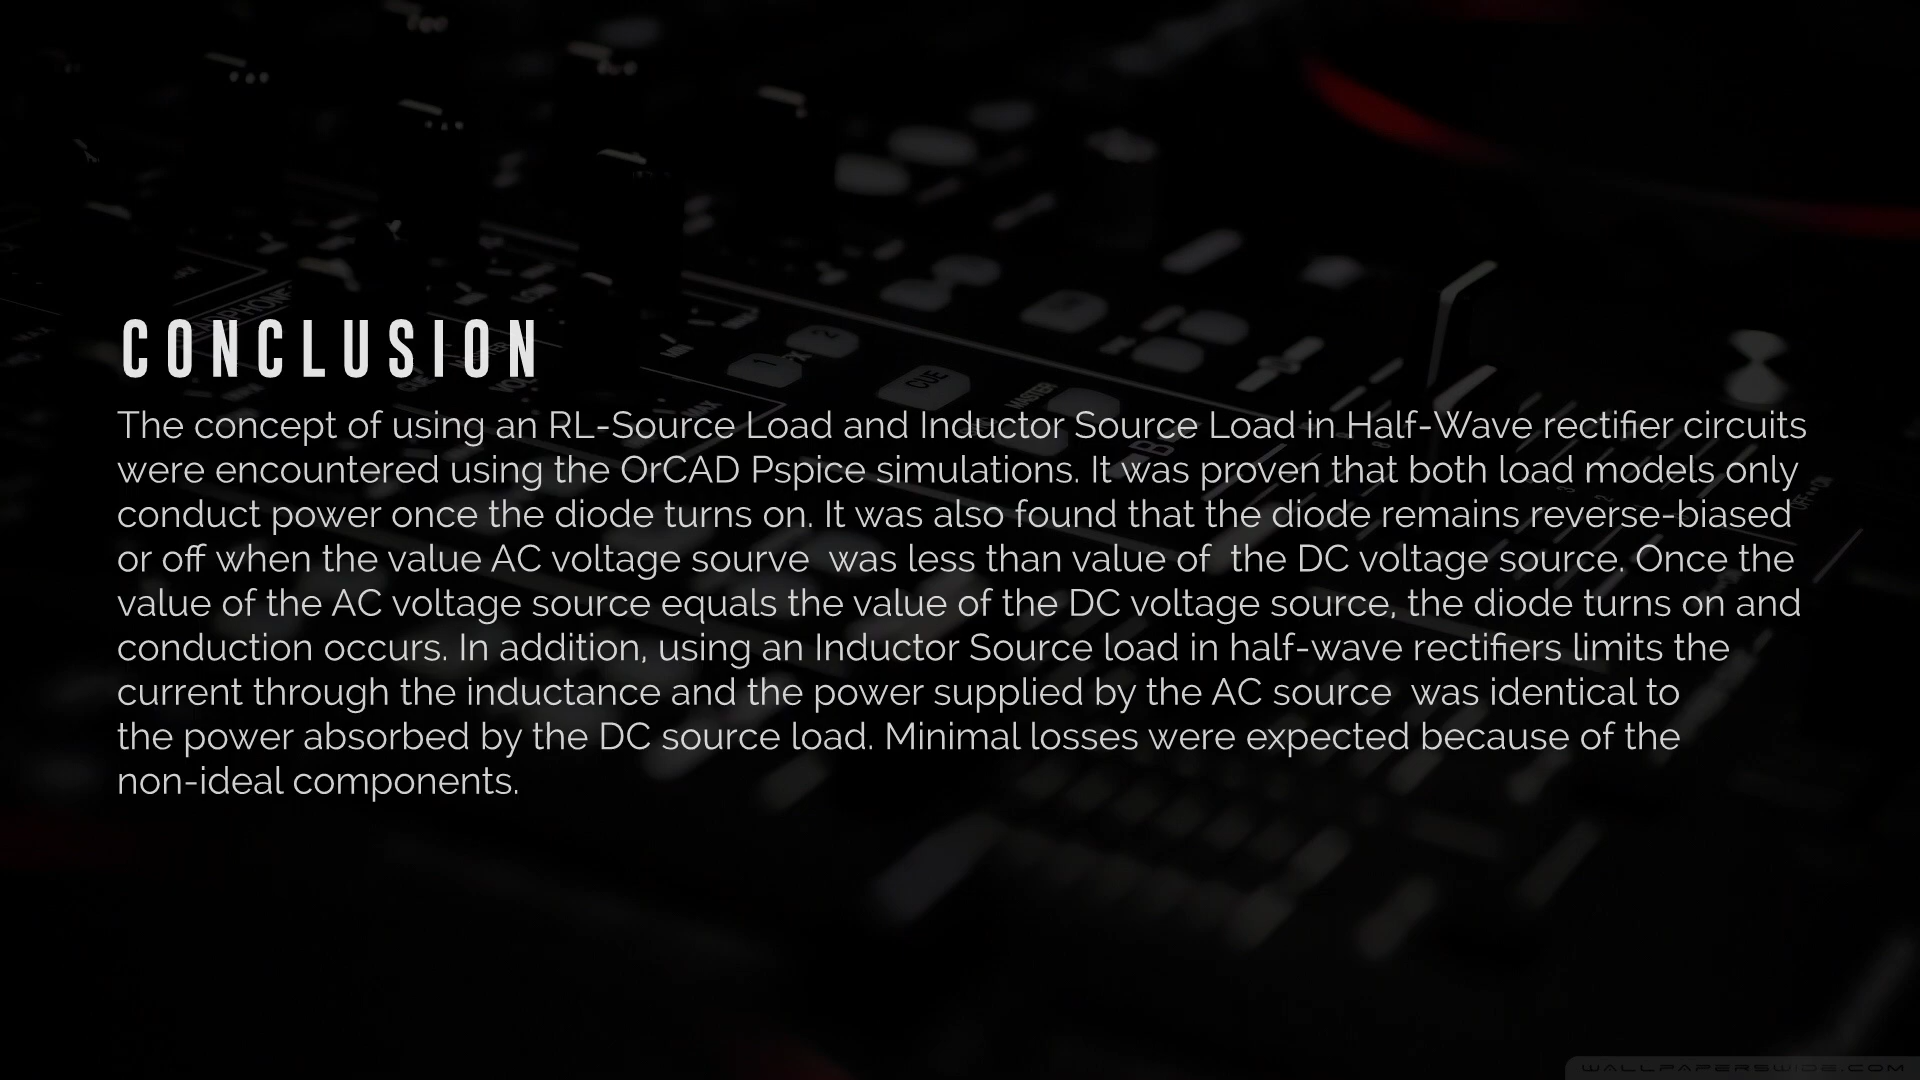 CONCLUSION
The concept of using an RL-Source Load and Inductor Source Load in Half-Wave rectifier circuits
were encountered using the OrCAD Pspice simulations. It was proven that both load models only
conduct power once the diode turns on. It was also found that the diode remains reverse-biased
or off when the value AC voltage sourve  was less than value of  the DC voltage source. Once the
value of the AC voltage source equals the value of the DC voltage source, the diode turns on and
conduction occurs. In addition, using an Inductor Source load in half-wave rectifiers limits the
current through the inductance and the power supplied by the AC source  was identical to
the power absorbed by the DC source load. Minimal losses were expected because of the
non-ideal components.
1
2
CUE
MASTER
MAX
WALLPAPERSWIDE.COM